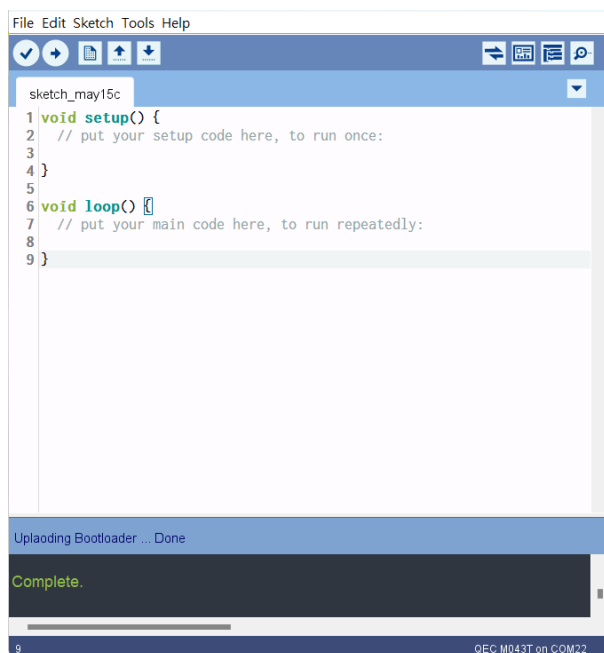 File Edit Sketch Tools Help
sketch_may15c
1 void setup() {
2 // put your setup code here, to run once:
3
4 }
5
6 void loop() {
7 // put your main code here, to run repeatedly:
8
9 }
Uplaoding Bootloader ... Done
Complete.
9 QEC M043T on COM22